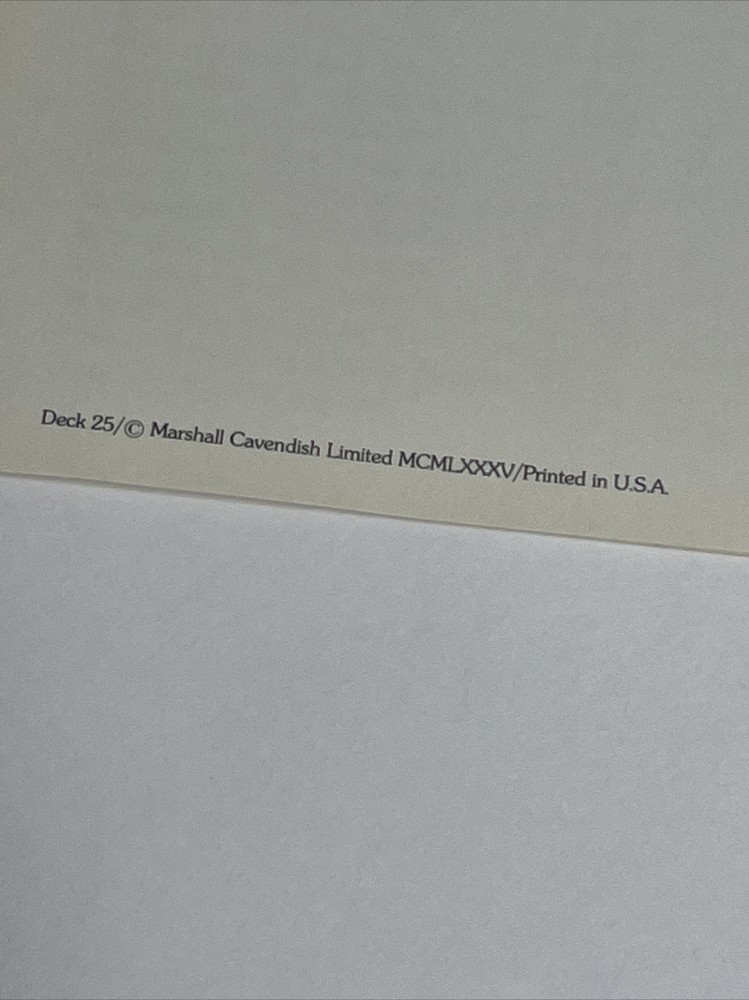 Deck 25/© Marshall Cavendish Limited MCMLXXXV/Printed in U.S.A.